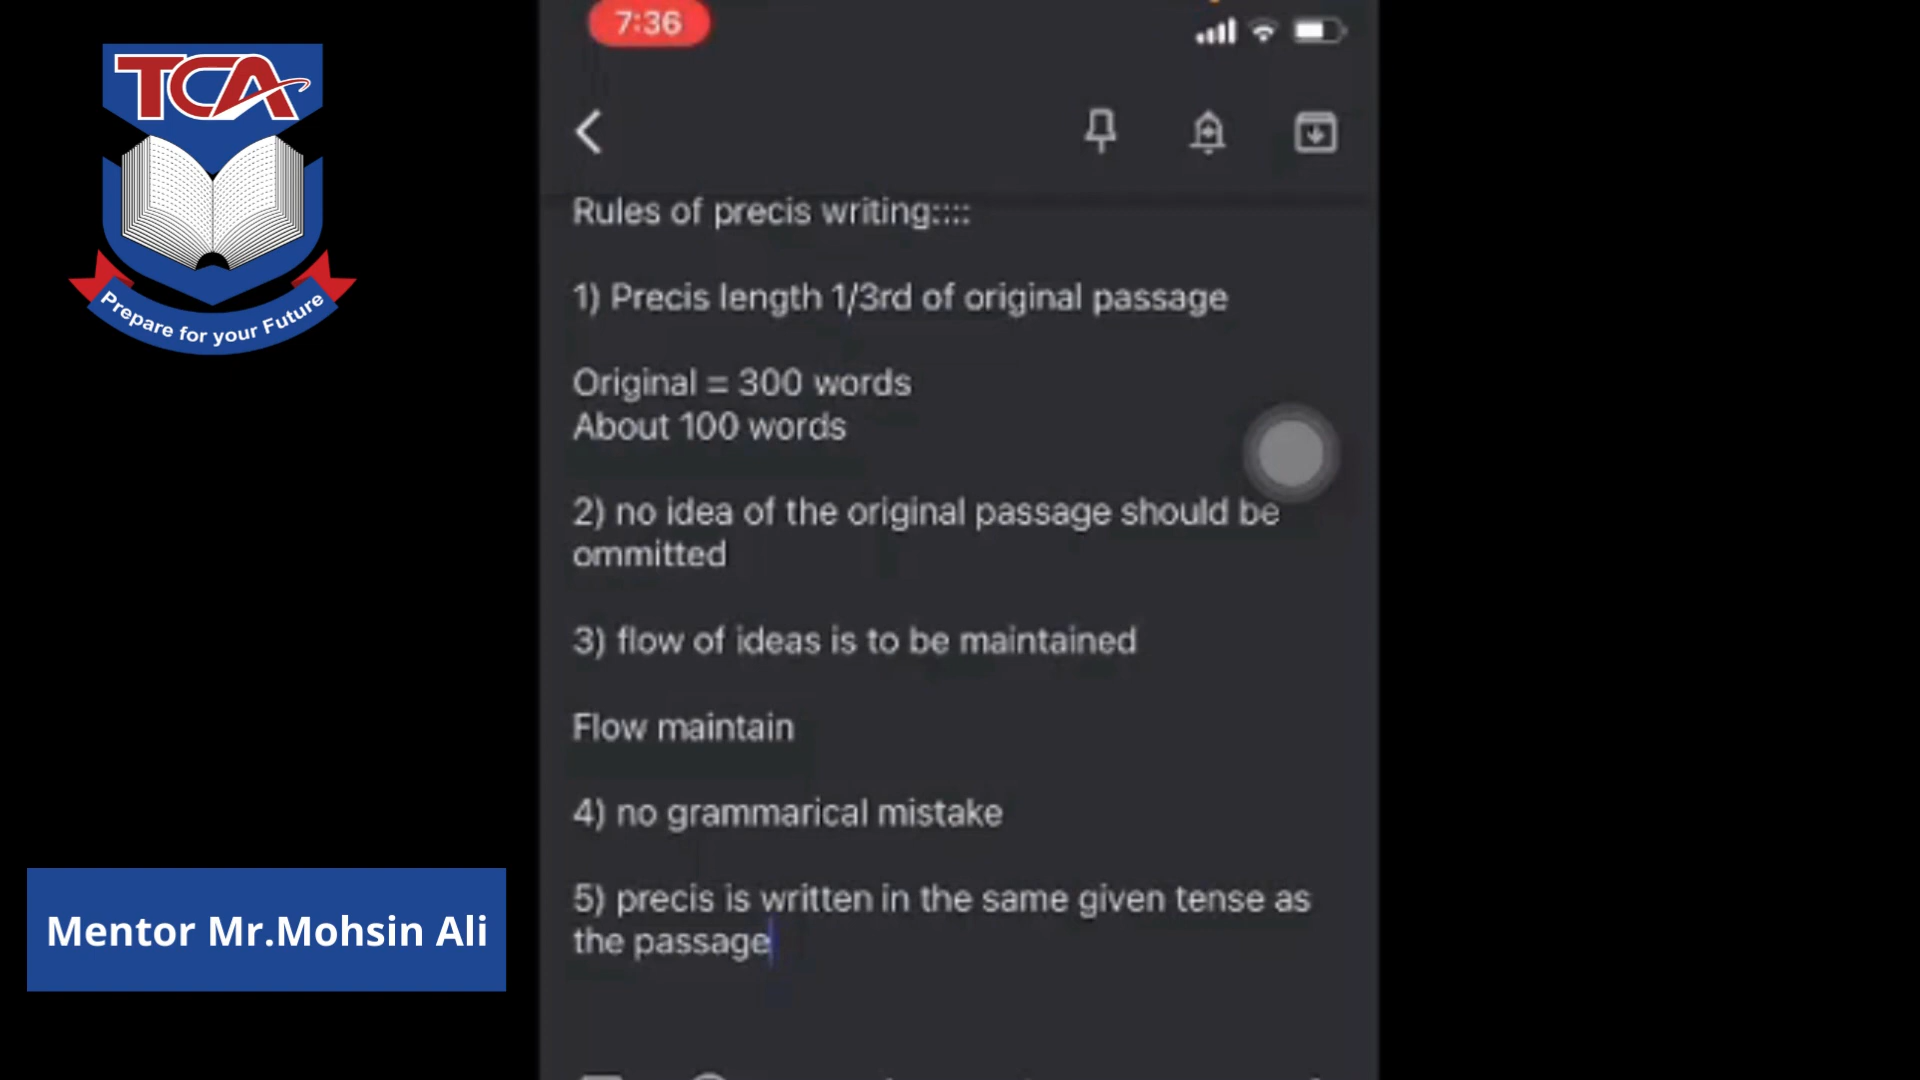 TCA
Prepare for your Future
7:36
Rules of precis writing::::
1) Precis length 1/3rd of original passage
Original = 300 words
About 100 words
2) no idea of the original passage should be
ommitted
3) flow of ideas is to be maintained
Flow maintain
4) no grammarical mistake
5) precis is written in the same given tense as
the passage
Mentor Mr.Mohsin Ali